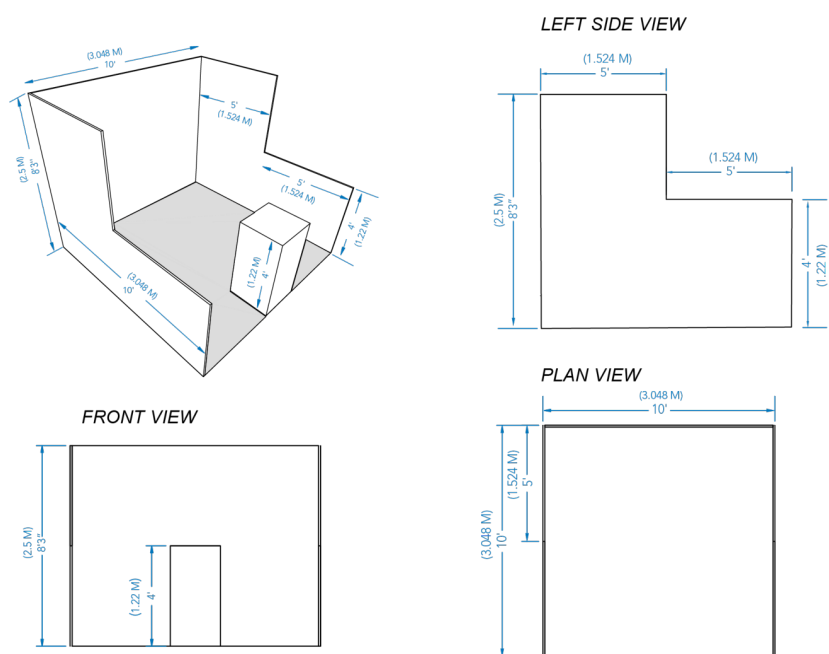 LEFT SIDE VIEW
(3.048 M)
10'
5'
(1.524 M)
5'
(1.524 M)
4'
(1.22 M)
(2.5 M)
8'3"
(3.048 M)
10'
(1.22 M)
4'
(1.524 M)
5'
(1.524 M)
5'
(2.5 M)
8'3"
4'
(1.22 M)
FRONT VIEW
(2.5 M)
8'3"
(1.22 M)
4'
PLAN VIEW
(3.048 M)
10'
(1.524 M)
5'
(3.048 M)
10'